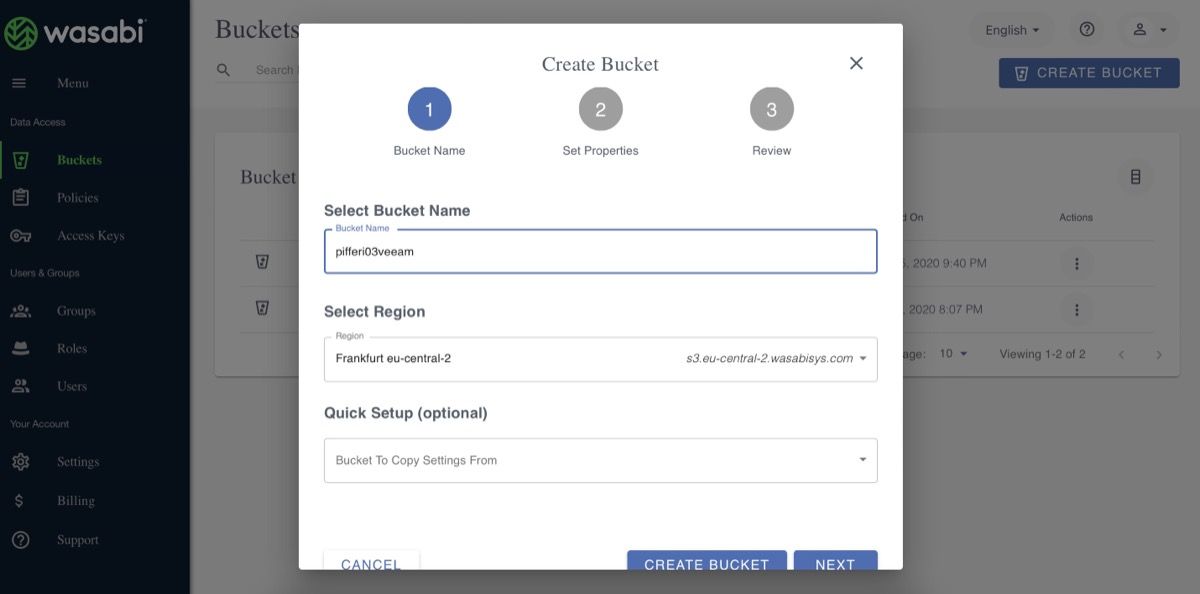 wasabi
Menu
Data Access
Buckets
Policies
Access Keys
Users & Groups
Groups
Roles
Users
Your Account
Settings
Billing
Support
Buckets
Search
English
CREATE BUCKET
Bucket
Create Bucket
1
2
3
Bucket Name
Set Properties
Review
Select Bucket Name
Bucket Name
pifferi03veeam
Select Region
Region
Frankfurt eu-central-2 s3.eu-central-2.wasabisys.com
Quick Setup (optional)
Bucket To Copy Settings From
CANCEL
CREATE BUCKET
NEXT
On Actions
2020 9:40 PM
2020 8:07 PM
10 Viewing 1-2 of 2